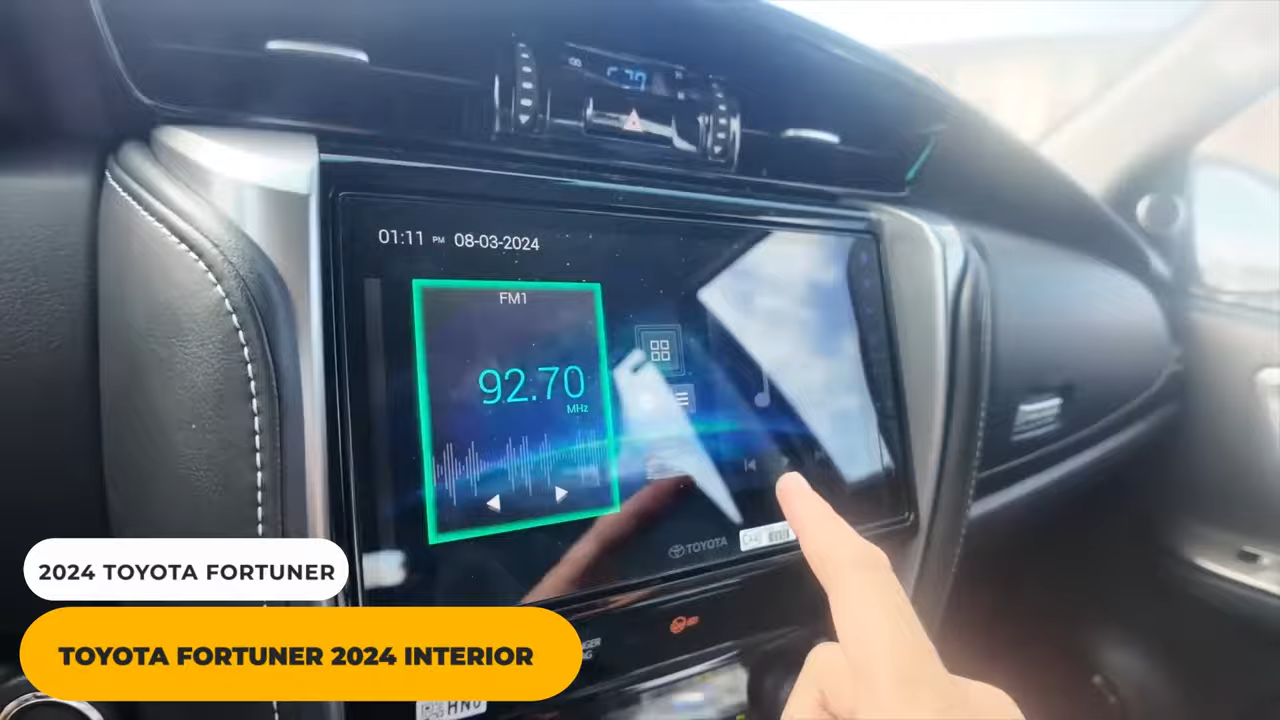 01:11 PM 08-03-2024
FM1
92.70
MHz
TOYOTA
2024 TOYOTA FORTUNER
TOYOTA FORTUNER 2024 INTERIOR